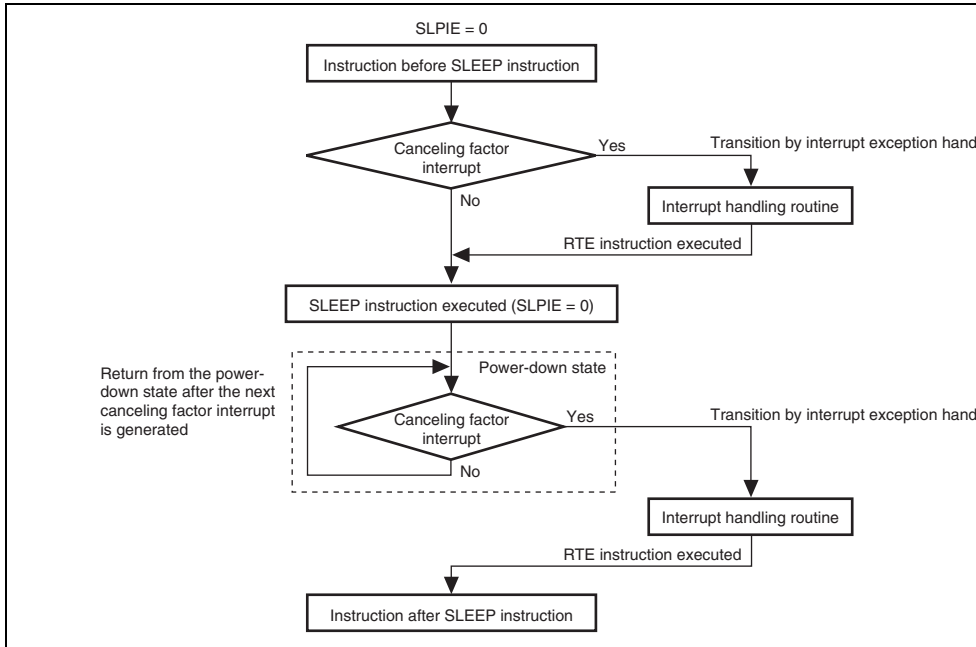 SLPIE = 0
Instruction before SLEEP instruction
Canceling factor
interrupt
Yes
Transition by interrupt exception hand
No
Interrupt handling routine
RTE instruction executed
SLEEP instruction executed (SLPIE = 0)
Return from the power-
down state after the next
canceling factor interrupt
is generated
Power-down state
Canceling factor
interrupt
Yes
Transition by interrupt exception hand
No
Interrupt handling routine
RTE instruction executed
Instruction after SLEEP instruction